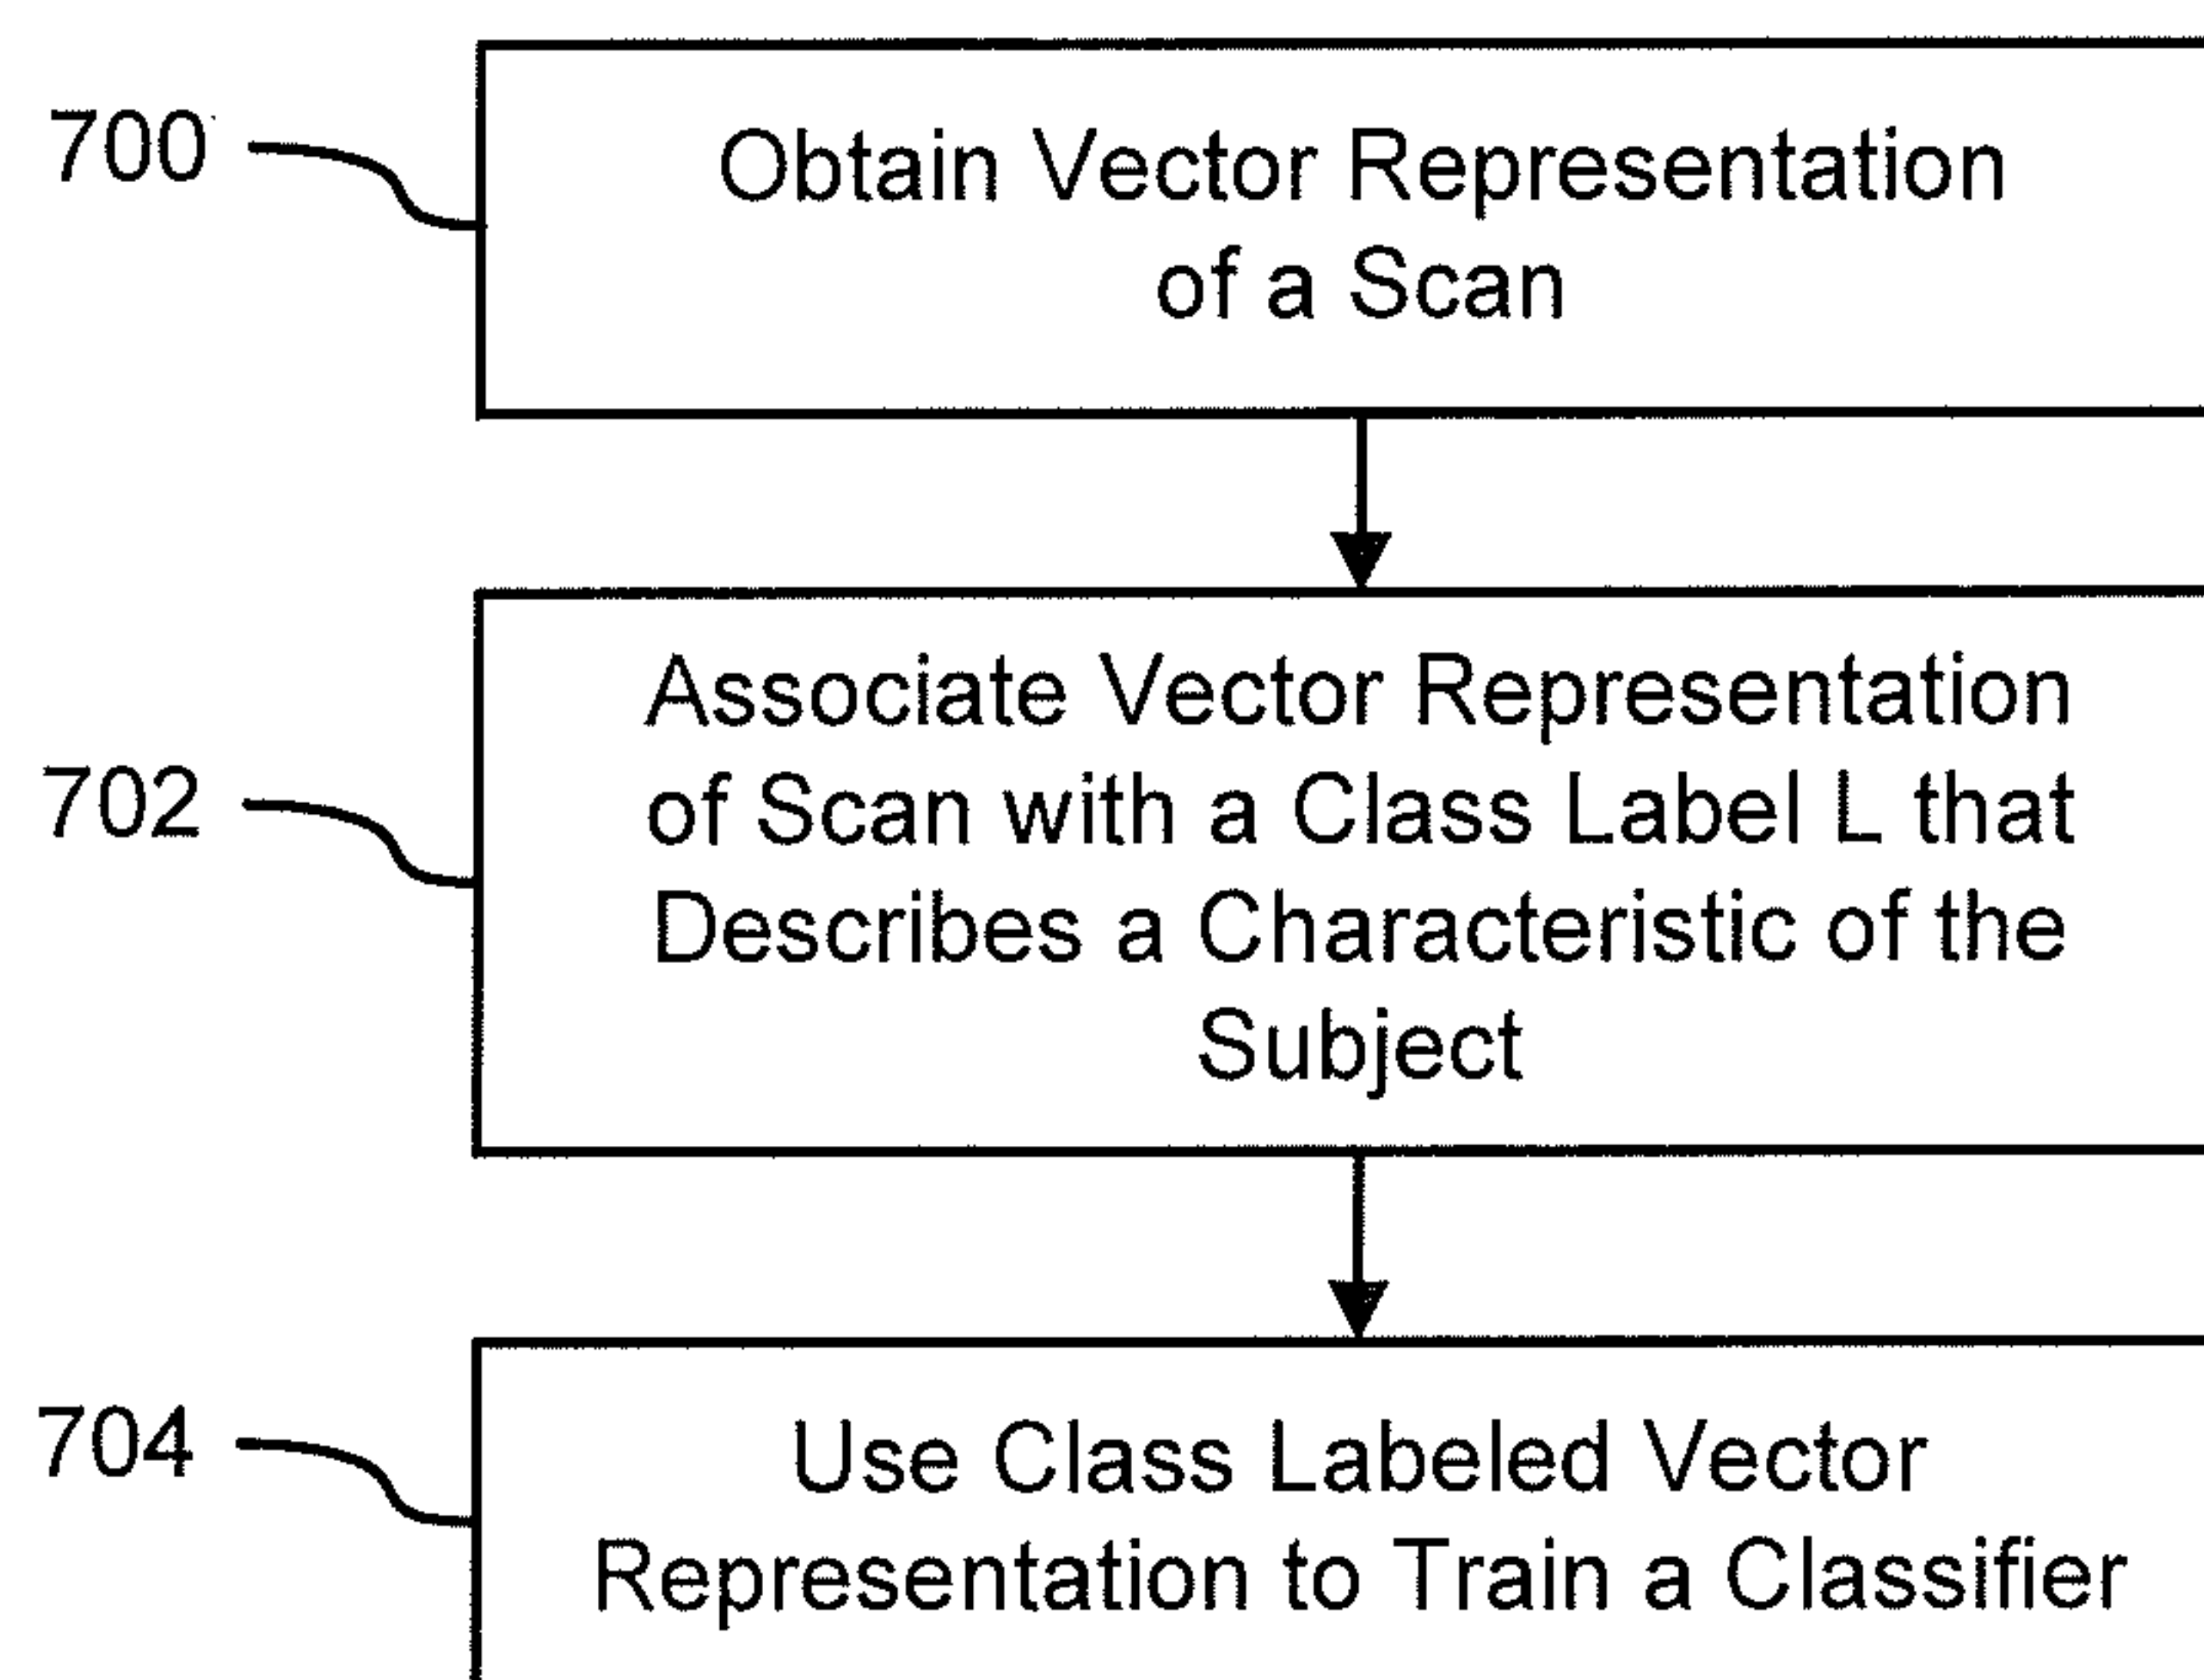 700
Obtain Vector Representation
of a Scan
702
Associate Vector Representation
of Scan with a Class Label L that
Describes a Characteristic of the
Subject
704
Use Class Labeled Vector
Representation to Train a Classifier